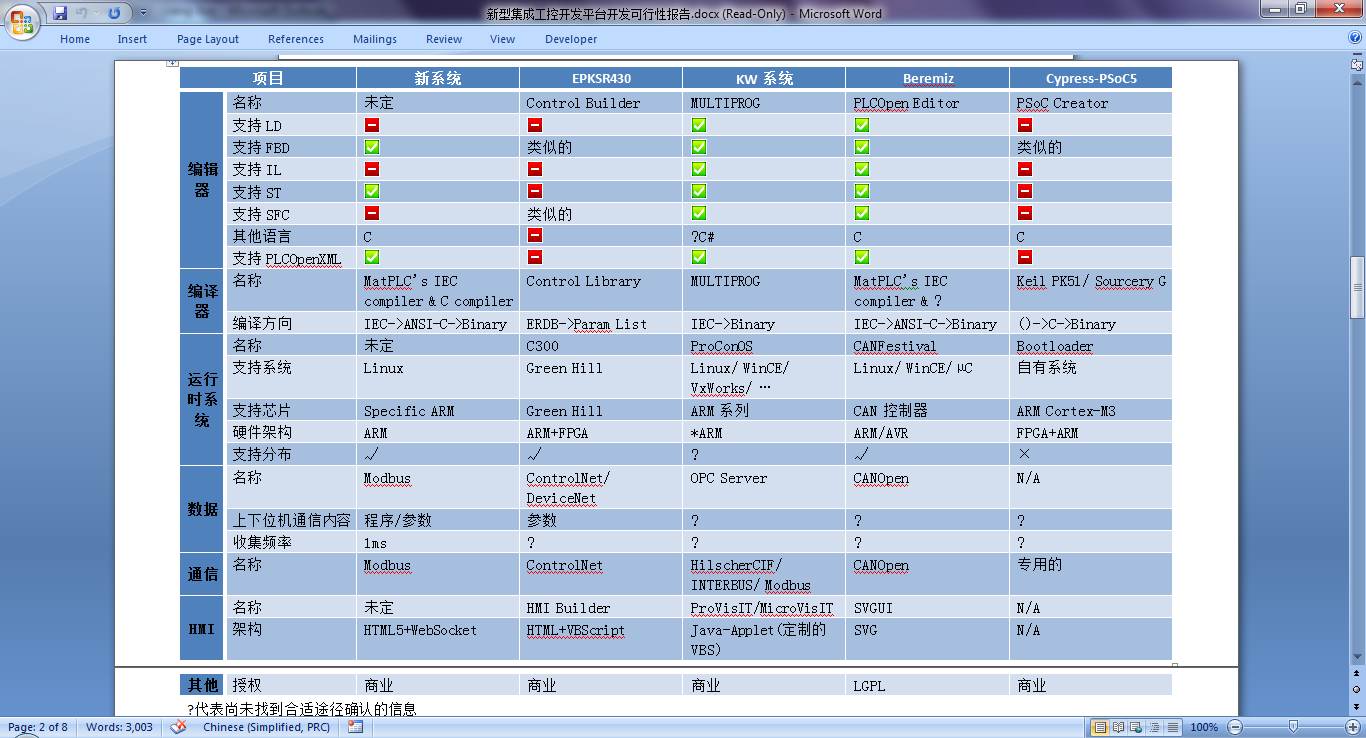 新型集成工控开发平台开发可行性报告.docx (Read-Only) - Microsoft Word
Home Insert Page Layout References Mailings Review View Developer
项目 新系统 EPKSR430 KW 系统 Beremiz Cypress-PSoC5
编辑器
名称 未定 Control Builder MULTIPROG PLCOpen Editor PSoC Creator
支持 LD
支持 FBD 类似的 类似的
支持 IL
支持 ST
支持 SFC 类似的
其他语言 C ?C# C C
支持 PLCOpenXML
编译器
名称 MatPLC's IEC compiler & C compiler Control Library MULTIPROG MatPLC's IEC compiler & ? Keil PK51/ Sourcery G
编译方向 IEC->ANSI-C->Binary ERDB->Param List IEC->Binary IEC->ANSI-C->Binary ()->C->Binary
运行时系统
名称 未定 C300 ProConOS CANFestival Bootloader
支持系统 Linux Green Hill Linux/ WinCE/ VxWorks/ … Linux/ WinCE/ μC 自有系统
支持芯片 Specific ARM Green Hill ARM 系列 CAN 控制器 ARM Cortex-M3
硬件架构 ARM ARM+FPGA *ARM ARM/AVR FPGA+ARM
支持分布 √ √ ? √ ×
数据
名称 Modbus ControlNet/ DeviceNet OPC Server CANOpen N/A
上下位机通信内容 程序/参数 参数 ? ? ?
收集频率 1ms ? ? ? ?
通信
名称 Modbus ControlNet HilscherCIF/ INTERBUS/ Modbus CANOpen 专用的
HMI
名称 未定 HMI Builder ProVisIT/MicroVisIT SVGUI N/A
架构 HTML5+WebSocket HTML+VBScript Java-Applet(定制的 VBS) SVG N/A
其他 授权 商业 商业 商业 LGPL 商业
?代表尚未找到合适途径确认的信息
Page: 2 of 8 Words: 3,003 Chinese (Simplified, PRC) 100%